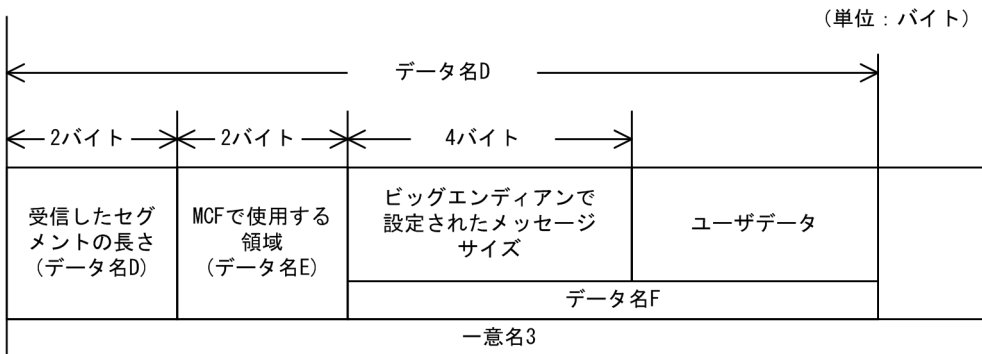 (単位：バイト)
データ名D
2バイト
2バイト
4バイト
受信したセグ
メントの長さ
(データ名D)
MCFで使用する
領域
(データ名E)
ビッグエンディアンで
設定されたメッセージ
サイズ
ユーザデータ
データ名F
一意名3